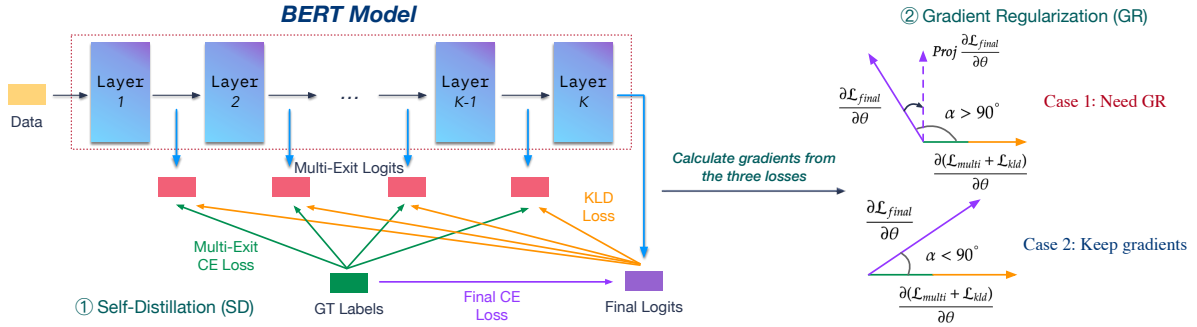 BERT Model
Layer
1
Layer
2
...
Layer
K-1
Layer
K
Data
Multi-Exit Logits
KLD
Loss
Multi-Exit
CE Loss
① Self-Distillation (SD)
GT Labels
Final CE
Loss
Final Logits
Calculate gradients from
the three losses
② Gradient Regularization (GR)
Proj ∂ℒfinal/∂θ
∂ℒfinal/∂θ
α > 90°
Case 1: Need GR
∂(ℒmulti + ℒkld)/∂θ
∂ℒfinal/∂θ
α < 90°
Case 2: Keep gradients
∂(ℒmulti + ℒkld)/∂θ